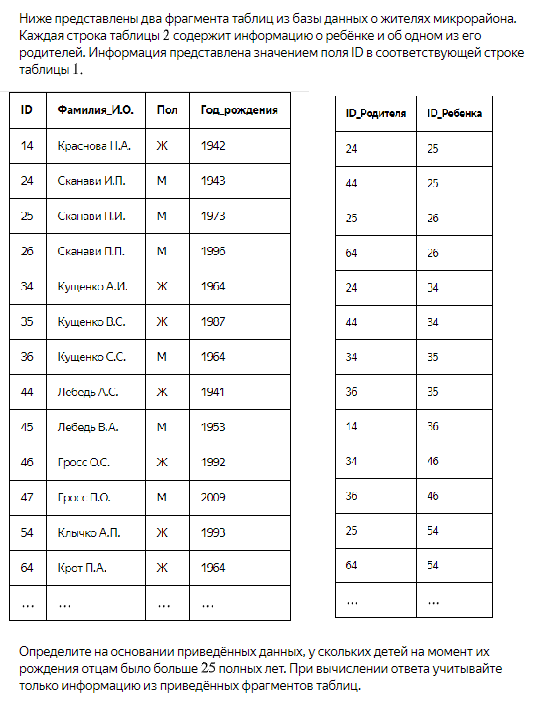 Ниже представлены два фрагмента таблиц из базы данных о жителях микрорайона.
Каждая строка таблицы 2 содержит информацию о ребёнке и об одном из его
родителей. Информация представлена значением поля ID в соответствующей строке
таблицы 1.
ID Фамилия_И.О. Пол Год_рождения
14 Краснова Н.А. Ж 1942
24 Сканави И.П. М 1943
25 Сканави П.И. М 1973
26 Сканави П.П. М 1996
34 Кущенко А.И. Ж 1964
35 Кущенко В.С. Ж 1987
36 Кущенко С.С. М 1964
44 Лебедь А.С. Ж 1941
45 Лебедь В.А. М 1953
46 Гросс О.С. Ж 1992
47 Гросс П.О. М 2009
54 Клычко А.П. Ж 1993
64 Крот П.А. Ж 1964
... ... ... ...
ID_Родителя ID_Ребенка
24 25
44 25
25 26
64 26
24 34
44 34
34 35
36 35
14 36
34 46
36 46
25 54
64 54
... ...
Определите на основании приведённых данных, у скольких детей на момент их
рождения отцам было больше 25 полных лет. При вычислении ответа учитывайте
только информацию из приведённых фрагментов таблиц.